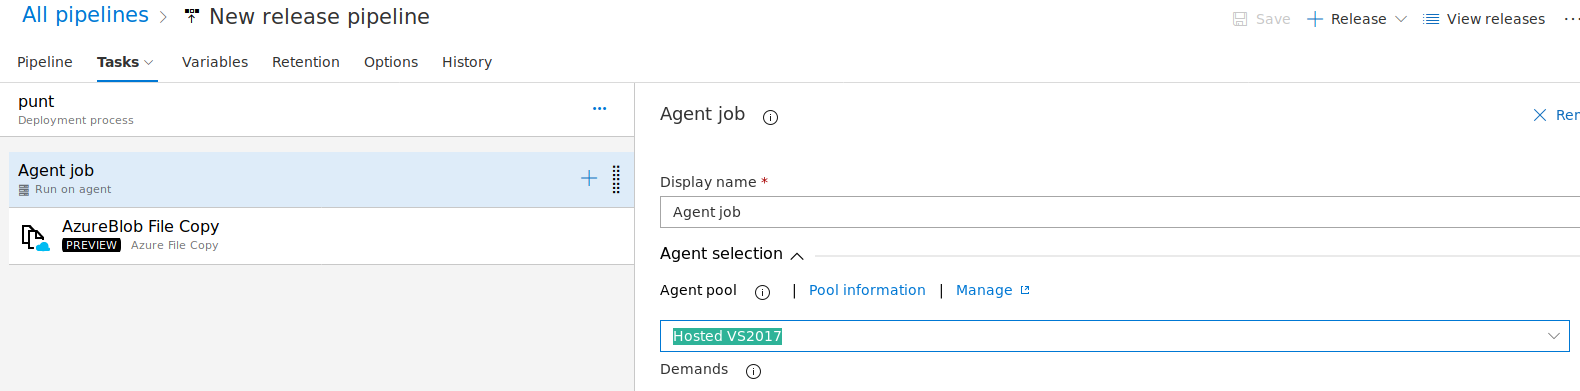 All pipelines
New release pipeline
Save
Release
View releases
Pipeline
Tasks
Variables
Retention
Options
History
punt
Deployment process
Agent job
Run on agent
AzureBlob File Copy
PREVIEW Azure File Copy
Agent job
Display name *
Agent job
Agent selection
Agent pool | Pool information | Manage
Hosted VS2017
Demands